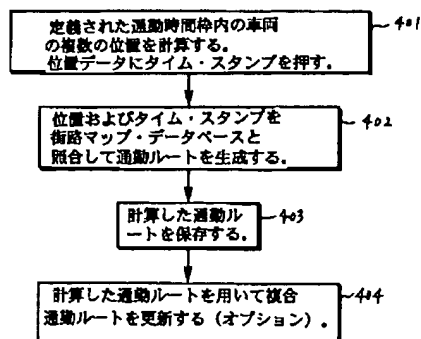 定義された通勤時間枠内の車両
の複数の位置を計算する。
位置データにタイム・スタンプを押す。
401
位置およびタイム・スタンプを
街路マップ・データベースと
照合して通勤ルートを生成する。
402
計算した通勤ル
ートを保存する。
403
計算した通勤ルートを用いて複合
通勤ルートを更新する（オプション）。
404